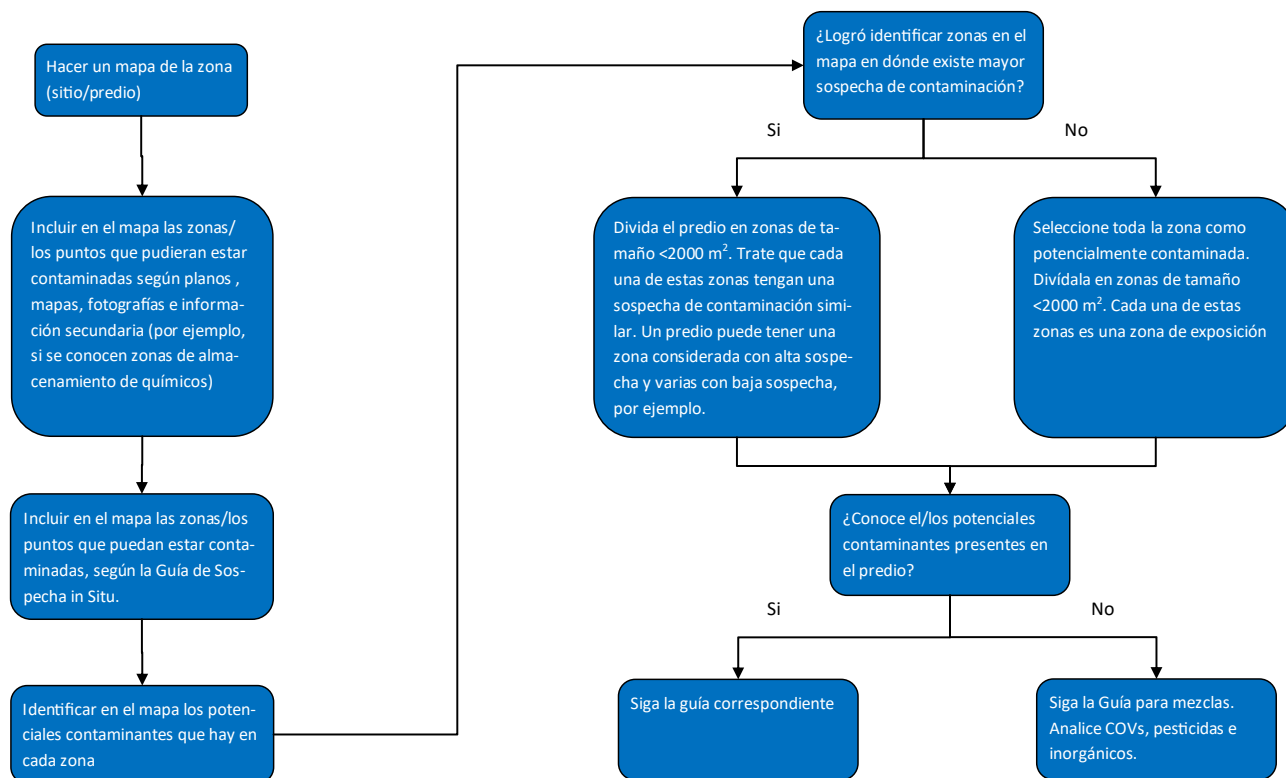 Hacer un mapa de la zona
(sitio/predio)
Incluir en el mapa las zonas/
los puntos que pudieran estar
contaminadas según planos ,
mapas, fotografías e infor-
mación secundaria (por ejemplo,
si se conocen zonas de alma-
cenamiento de químicos)
Incluir en el mapa las zonas/los
puntos que puedan estar conta-
minadas, según la Guía de Sos-
pecha in Situ.
Identificar en el mapa los poten-
ciales contaminantes que hay en
cada zona
¿Logró identificar zonas en el
mapa en dónde existe mayor
sospecha de contaminación?
Si
No
Divida el predio en zonas de ta-
maño <2000 m². Trate que cada
una de estas zonas tengan una
sospecha de contaminación simi-
lar. Un predio puede tener una
zona considerada con alta sospe-
cha y varias con baja sospecha,
por ejemplo.
Seleccione toda la zona como
potencialmente contaminada.
Divídala en zonas de tamaño
<2000 m². Cada una de estas
zonas es una zona de exposición
¿Conoce el/los potenciales
contaminantes presentes en
el predio?
Si
No
Siga la guía correspondiente
Siga la Guía para mezclas.
Analice COVs, pesticidas e
inorgánicos.